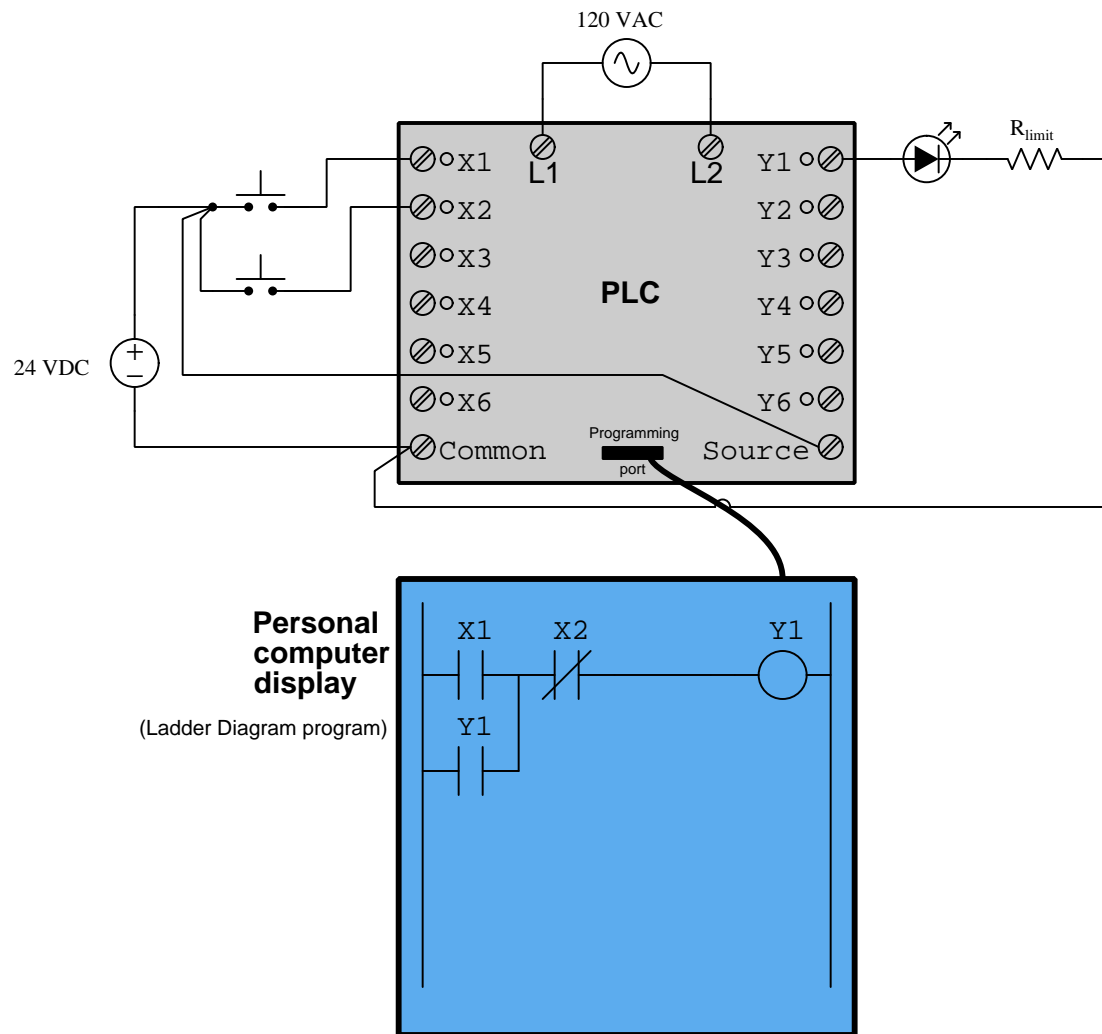 120 VAC
L1
L2
X1
X2
X3
X4
X5
X6
Common
PLC
Y1
Y2
Y3
Y4
Y5
Y6
Source
Programming
port
Rlimit
24 VDC
+
−
Personal
computer
display
(Ladder Diagram program)
X1
X2
Y1
Y1